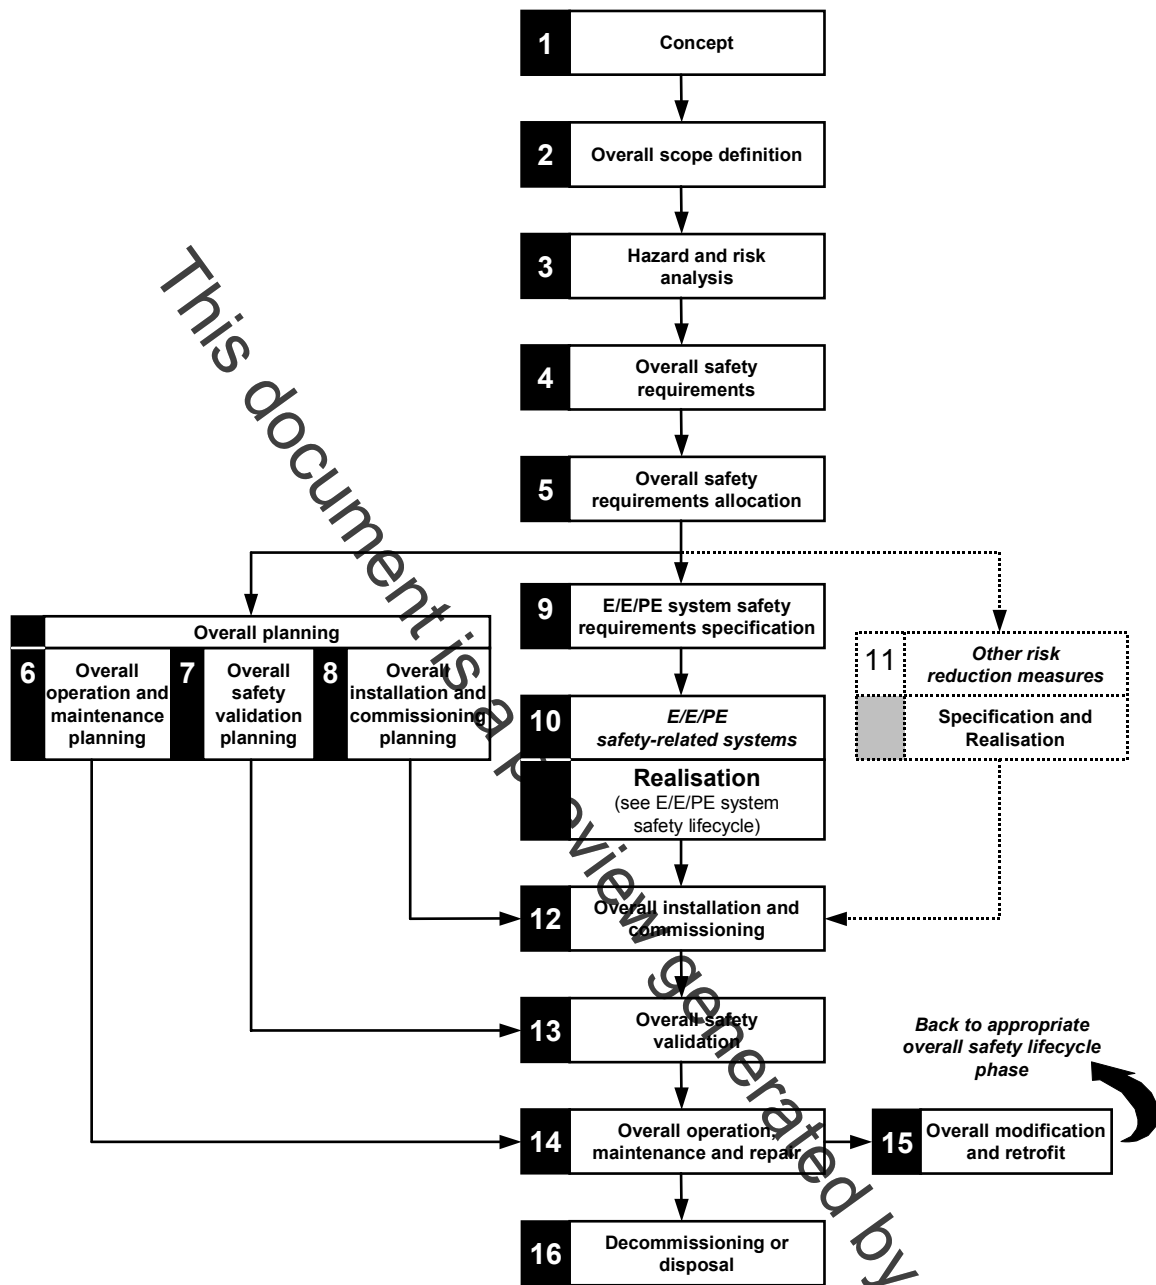 1
Concept
2
Overall scope definition
3
Hazard and risk
analysis
4
Overall safety
requirements
5
Overall safety
requirements allocation
9
E/E/PE system safety
requirements specification
Overall planning
6
Overall
operation and
maintenance
planning
7
Overall
safety
validation
planning
8
Overall
installation and
commissioning
planning
10
E/E/PE
safety-related systems
Realisation
(see E/E/PE system
safety lifecycle)
11
Other risk
reduction measures
Specification and
Realisation
12
Overall installation and
commissioning
13
Overall safety
validation
Back to appropriate
overall safety lifecycle
phase
14
Overall operation,
maintenance and repair
15
Overall modification
and retrofit
16
Decommissioning or
disposal
This document is a preview generated by